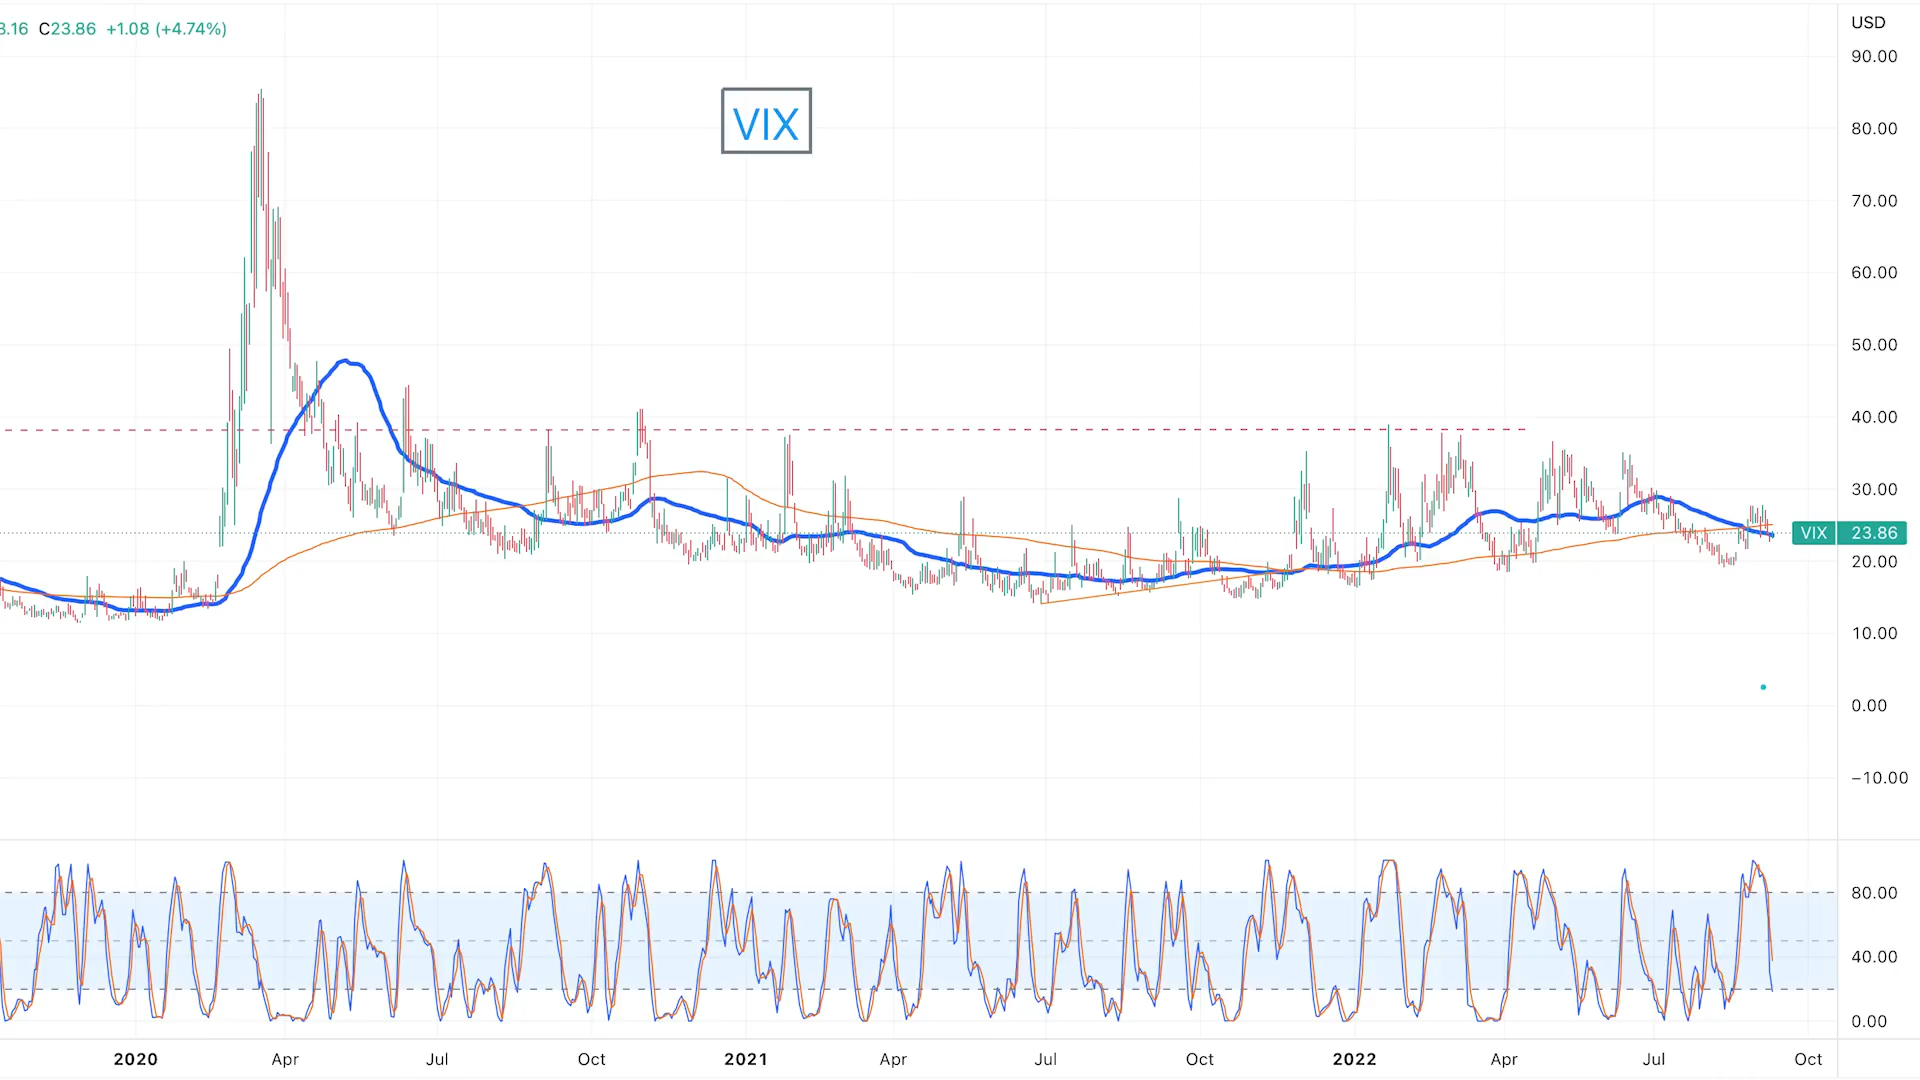 3.16 C23.86 +1.08 (+4.74%)
USD
VIX
90.00
80.00
70.00
60.00
50.00
40.00
30.00
VIX 23.86
20.00
10.00
0.00
−10.00
80.00
40.00
0.00
2020 Apr Jul Oct 2021 Apr Jul Oct 2022 Apr Jul Oct